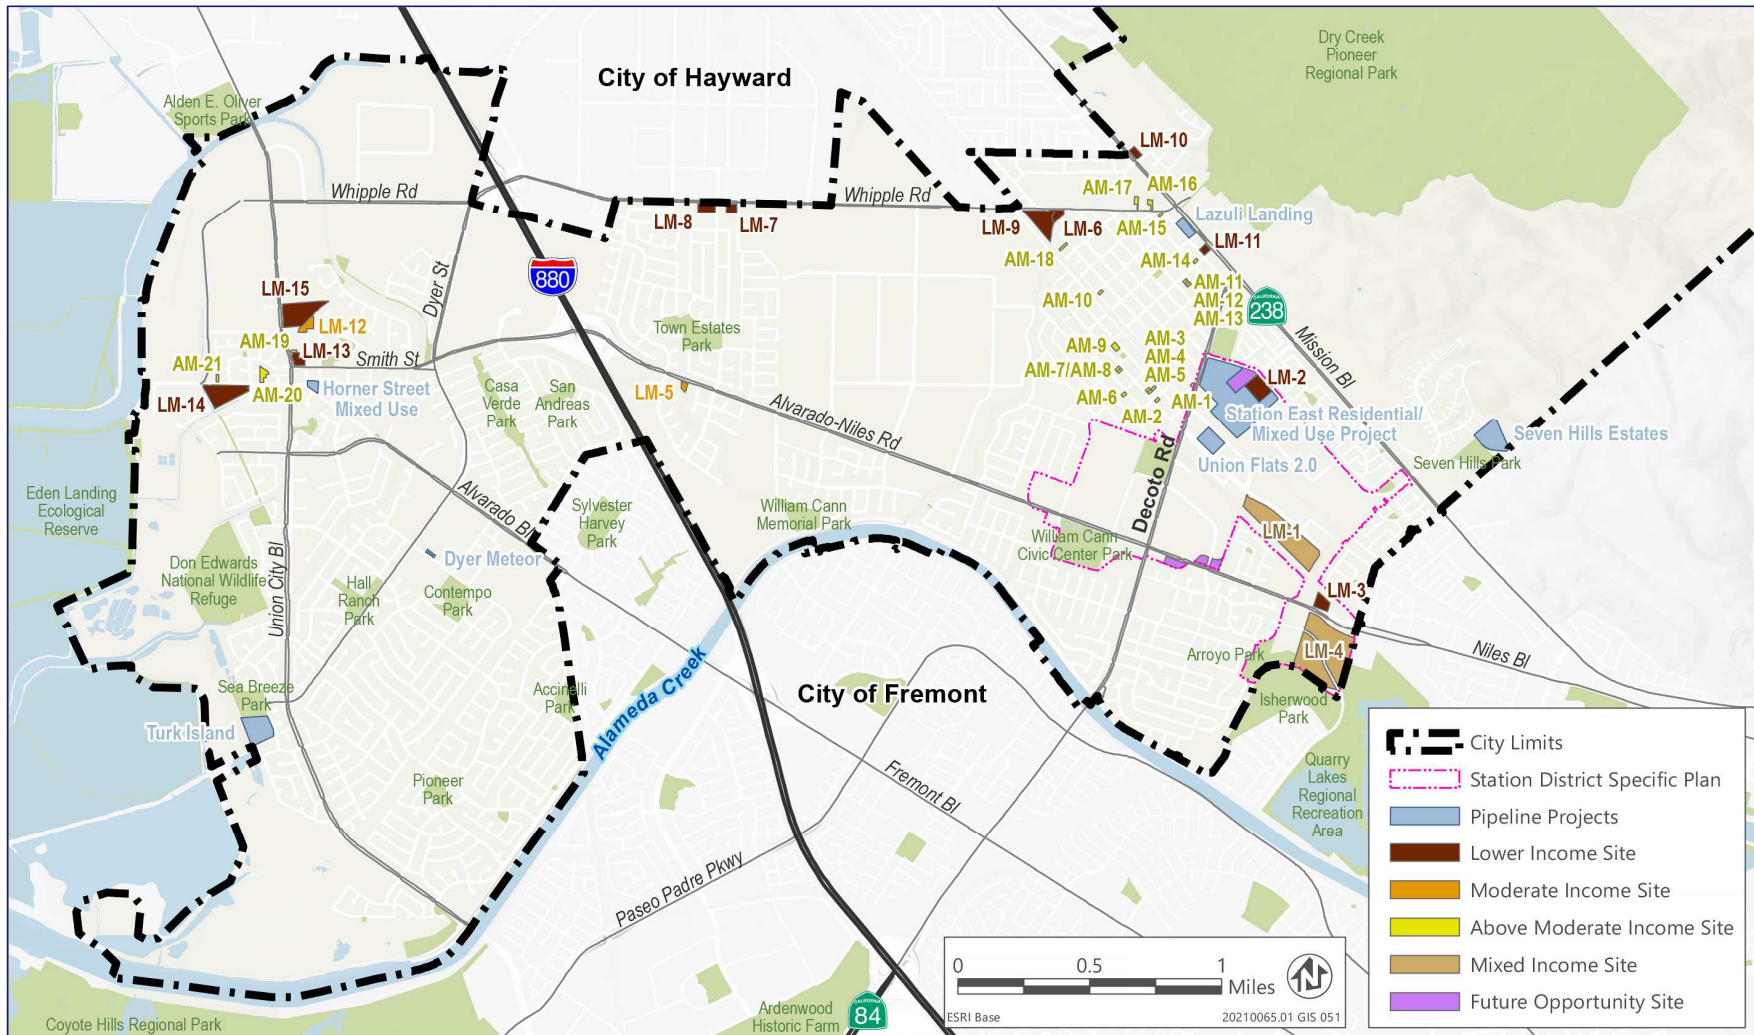 Dry Creek
Pioneer
Regional Park
City of Hayward
Alden E. Oliver
Sports Park
LM-10
Whipple Rd
Whipple Rd
AM-17
AM-16
LM-8
LM-7
LM-9
LM-6
AM-15
Lazuli Landing
LM-11
AM-18
AM-14
880
Dyer St
LM-15
AM-10
AM-11
AM-12
AM-13
CALIFORNIA
238
LM-12
AM-19
LM-13
Smith St
Town Estates
Park
Mission Bl
AM-9
AM-3
AM-4
AM-5
AM-21
AM-20
LM-14
Horner Street
Mixed Use
Casa
Verde
Park
San
Andreas
Park
LM-5
AM-7/AM-8
AM-6
AM-2
AM-1
LM-2
Alvarado-Niles Rd
Station East Residential/
Mixed Use Project
Seven Hills Estates
Union Flats 2.0
Seven Hills Park
Decoto Rd
Eden Landing
Ecological
Reserve
Alvarado Bl
Sylvester
Harvey
Park
William Cann
Memorial Park
William Cann
Civic Center Park
LM-1
Don Edwards
National Wildlife
Refuge
Union City Bl
Dyer Meteor
Hall
Ranch
Park
Contempo
Park
LM-3
LM-4
Arroyo Park
Niles Bl
Sea Breeze
Park
Accinelli
Park
Alameda Creek
City of Fremont
Isherwood
Park
Turk Island
Quarry
Lakes
Regional
Recreation
Area
Pioneer
Park
Fremont Bl
Paseo Padre Pkwy
Ardenwood
Historic Farm
CALIFORNIA
84
Coyote Hills Regional Park
City Limits
Station District Specific Plan
Pipeline Projects
Lower Income Site
Moderate Income Site
Above Moderate Income Site
Mixed Income Site
Future Opportunity Site
0 0.5 1
Miles
N
ESRI Base
20210065.01 GIS 051